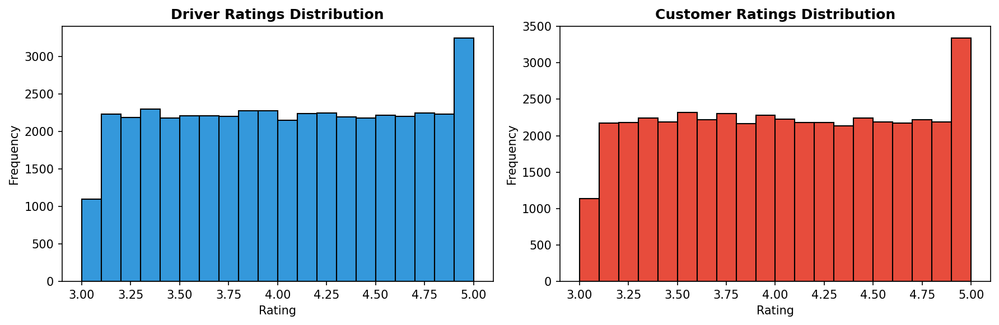 Driver Ratings Distribution
Frequency
3000
2500
2000
1500
1000
500
0
3.00 3.25 3.50 3.75 4.00 4.25 4.50 4.75 5.00
Rating
Customer Ratings Distribution
Frequency
3500
3000
2500
2000
1500
1000
500
0
3.00 3.25 3.50 3.75 4.00 4.25 4.50 4.75 5.00
Rating